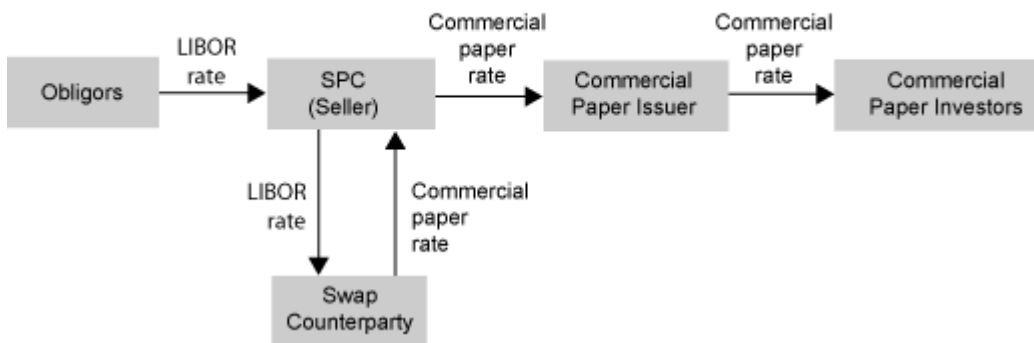 LIBOR
rate
Commercial
paper
rate
Commercial
paper
rate
Obligors
SPC
(Seller)
Commercial
Paper Issuer
Commercial
Paper Investors
LIBOR
rate
Commercial
paper
rate
Swap
Counterparty